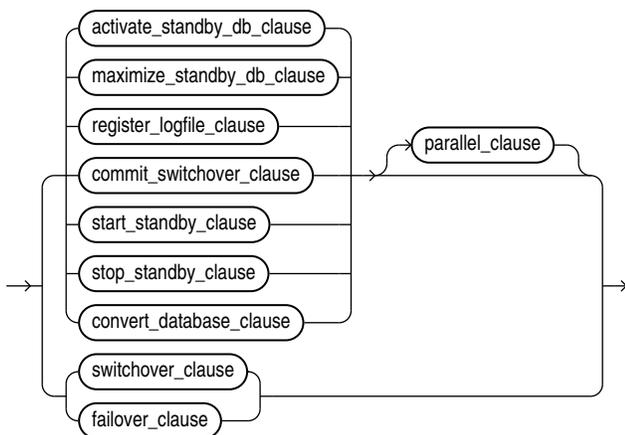 activate_standby_db_clause
maximize_standby_db_clause
register_logfile_clause
parallel_clause
commit_switchover_clause
start_standby_clause
stop_standby_clause
convert_database_clause
switchover_clause
failover_clause